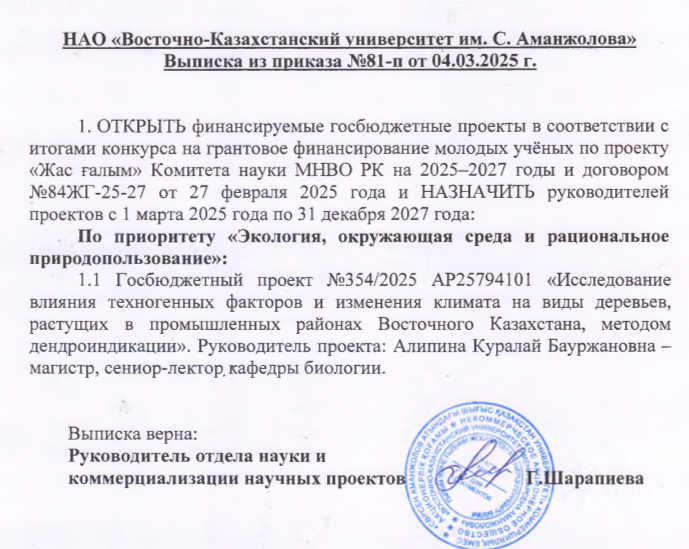 НАО «Восточно-Казахстанский университет им. С. Аманжолова»
Выписка из приказа №81-п от 04.03.2025 г.
1. ОТКРЫТЬ финансируемые госбюджетные проекты в соответствии с
итогами конкурса на грантовое финансирование молодых учёных по проекту
«Жас ғалым» Комитета науки МНВО РК на 2025–2027 годы и договором
№84ЖГ-25-27 от 27 февраля 2025 года и НАЗНАЧИТЬ руководителей
проектов с 1 марта 2025 года по 31 декабря 2027 года:
По приоритету «Экология, окружающая среда и рациональное
природопользование»:
1.1 Госбюджетный проект №354/2025 АР25794101 «Исследование
влияния техногенных факторов и изменения климата на виды деревьев,
растущих в промышленных районах Восточного Казахстана, методом
дендроиндикации». Руководитель проекта: Алипина Куралай Бауржановна –
магистр, сениор-лектор кафедры биологии.
Выписка верна:
Руководитель отдела науки и
коммерциализации научных проектов Г.Шарапиева